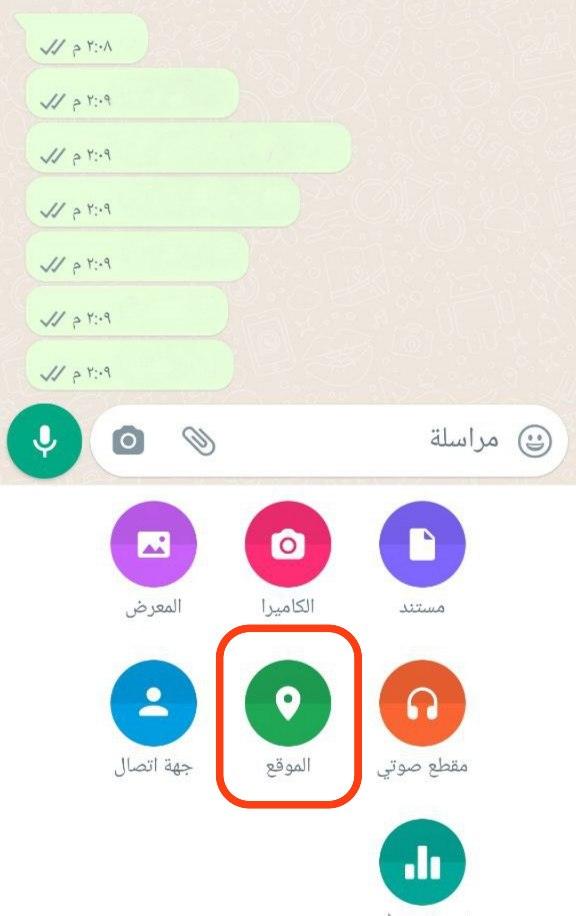 ٢:٠٨ م
٢:٠٩ م
٢:٠٩ م
٢:٠٩ م
٢:٠٩ م
٢:٠٩ م
٢:٠٩ م
مراسلة
مستند الكاميرا المعرض
مقطع صوتي الموقع جهة اتصال